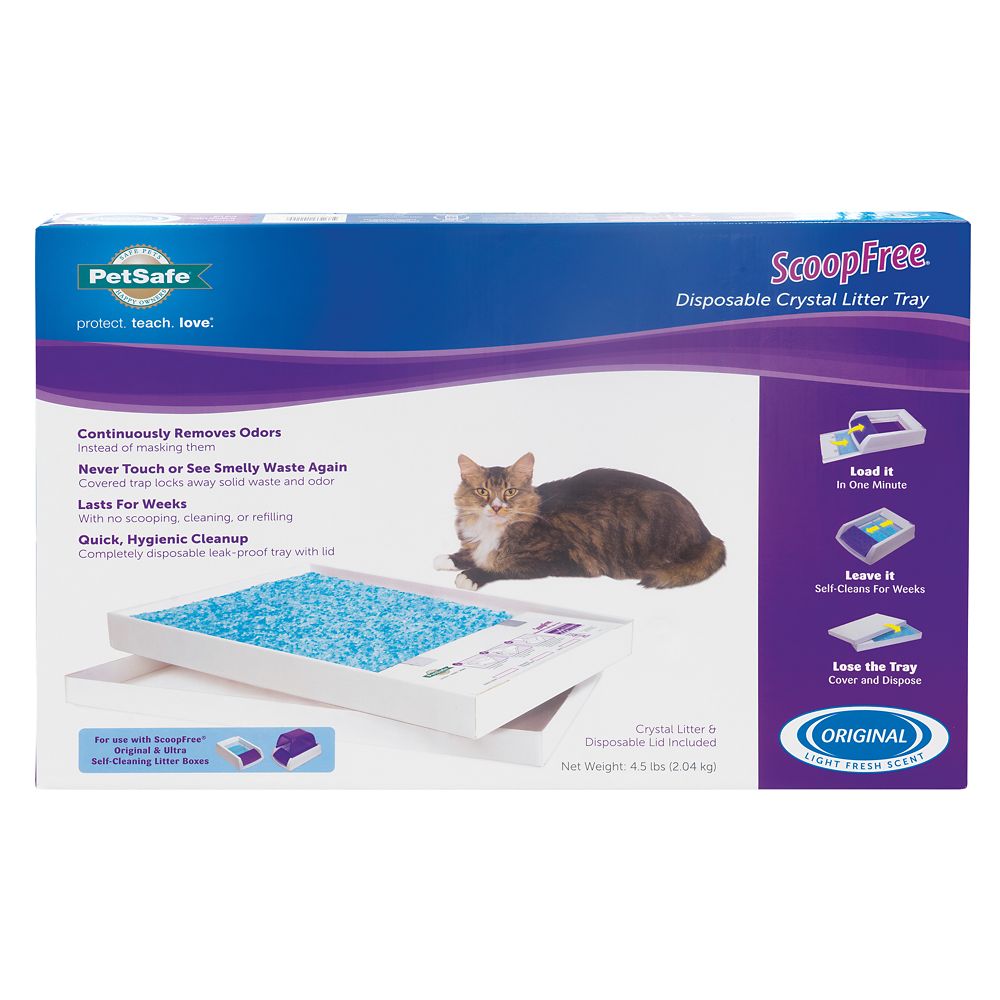 SAFE PETS
PetSafe®
HAPPY OWNERS
protect. teach. love.
ScoopFree®
Disposable Crystal Litter Tray
Continuously Removes Odors
Instead of masking them
Never Touch or See Smelly Waste Again
Covered trap locks away solid waste and odor
Lasts For Weeks
With no scooping, cleaning, or refilling
Quick, Hygienic Cleanup
Completely disposable leak-proof tray with lid
Load it
In One Minute
Leave it
Self-Cleans For Weeks
Lose the Tray
Cover and Dispose
For use with ScoopFree®
Original & Ultra
Self-Cleaning Litter Boxes
Crystal Litter &
Disposable Lid Included
Net Weight: 4.5 lbs (2.04 kg)
ORIGINAL
LIGHT FRESH SCENT